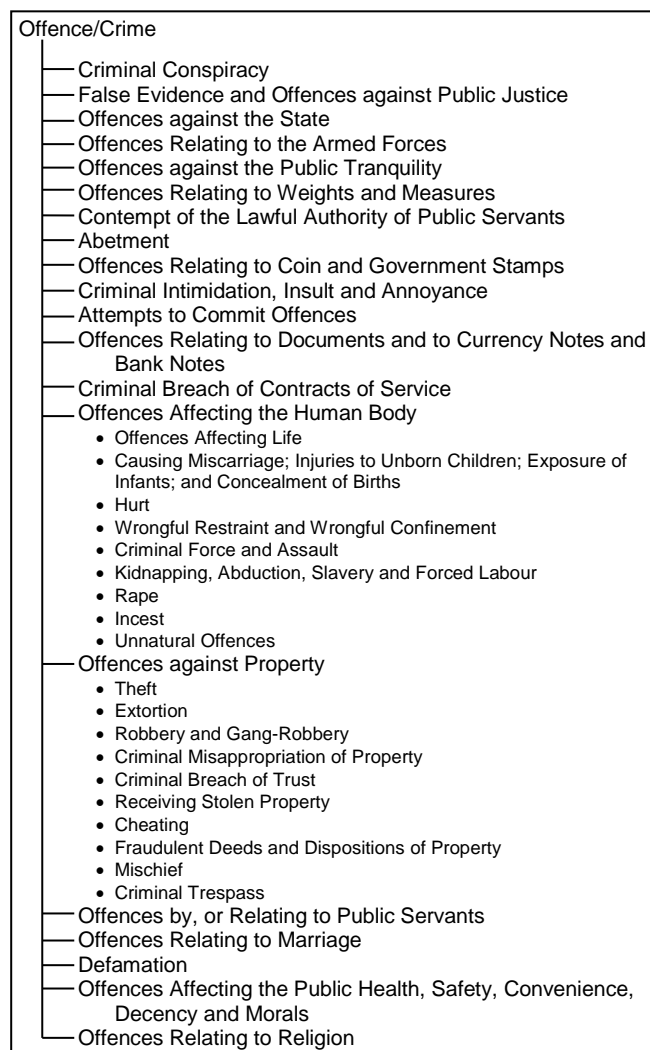 Offence/Crime
Criminal Conspiracy
False Evidence and Offences against Public Justice
Offences against the State
Offences Relating to the Armed Forces
Offences against the Public Tranquility
Offences Relating to Weights and Measures
Contempt of the Lawful Authority of Public Servants
Abetment
Offences Relating to Coin and Government Stamps
Criminal Intimidation, Insult and Annoyance
Attempts to Commit Offences
Offences Relating to Documents and to Currency Notes and
Bank Notes
Criminal Breach of Contracts of Service
Offences Affecting the Human Body
• Offences Affecting Life
• Causing Miscarriage; Injuries to Unborn Children; Exposure of
Infants; and Concealment of Births
• Hurt
• Wrongful Restraint and Wrongful Confinement
• Criminal Force and Assault
• Kidnapping, Abduction, Slavery and Forced Labour
• Rape
• Incest
• Unnatural Offences
Offences against Property
• Theft
• Extortion
• Robbery and Gang-Robbery
• Criminal Misappropriation of Property
• Criminal Breach of Trust
• Receiving Stolen Property
• Cheating
• Fraudulent Deeds and Dispositions of Property
• Mischief
• Criminal Trespass
Offences by, or Relating to Public Servants
Offences Relating to Marriage
Defamation
Offences Affecting the Public Health, Safety, Convenience,
Decency and Morals
Offences Relating to Religion